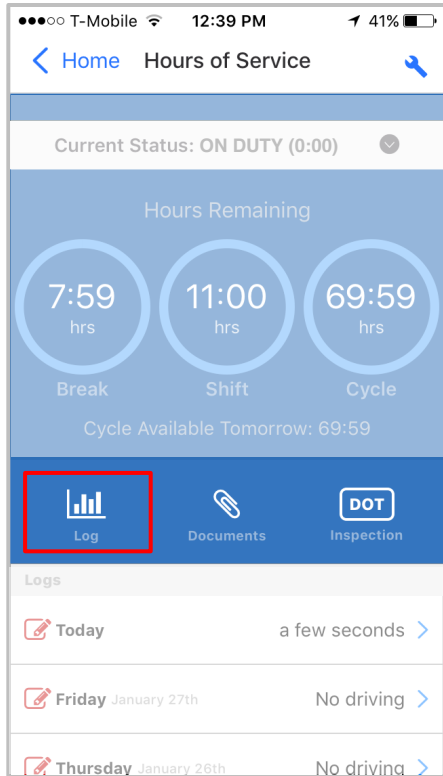 T-Mobile 12:39 PM 41%
Home Hours of Service
Current Status: ON DUTY (0:00)
Hours Remaining
7:59 11:00 69:59
hrs hrs hrs
Break Shift Cycle
Cycle Available Tomorrow: 69:59
DOT
Log Documents Inspection
Logs
Today a few seconds
Friday January 27th No driving
Thursday January 26th No driving